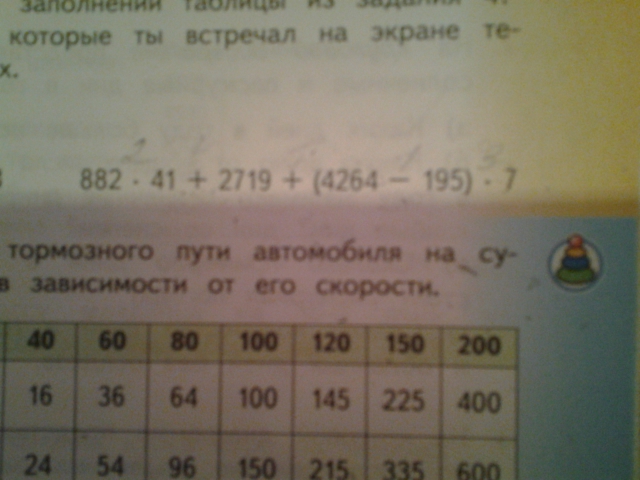 заполнении таблицы из задания 4.
которые ты встречал на экране те-
х.
882 · 41 + 2719 + (4264 − 195) · 7
тормозного пути автомобиля на су-
в зависимости от его скорости.
40 60 80 100 120 150 200
16 36 64 100 145 225 400
24 54 96 150 215 335 600